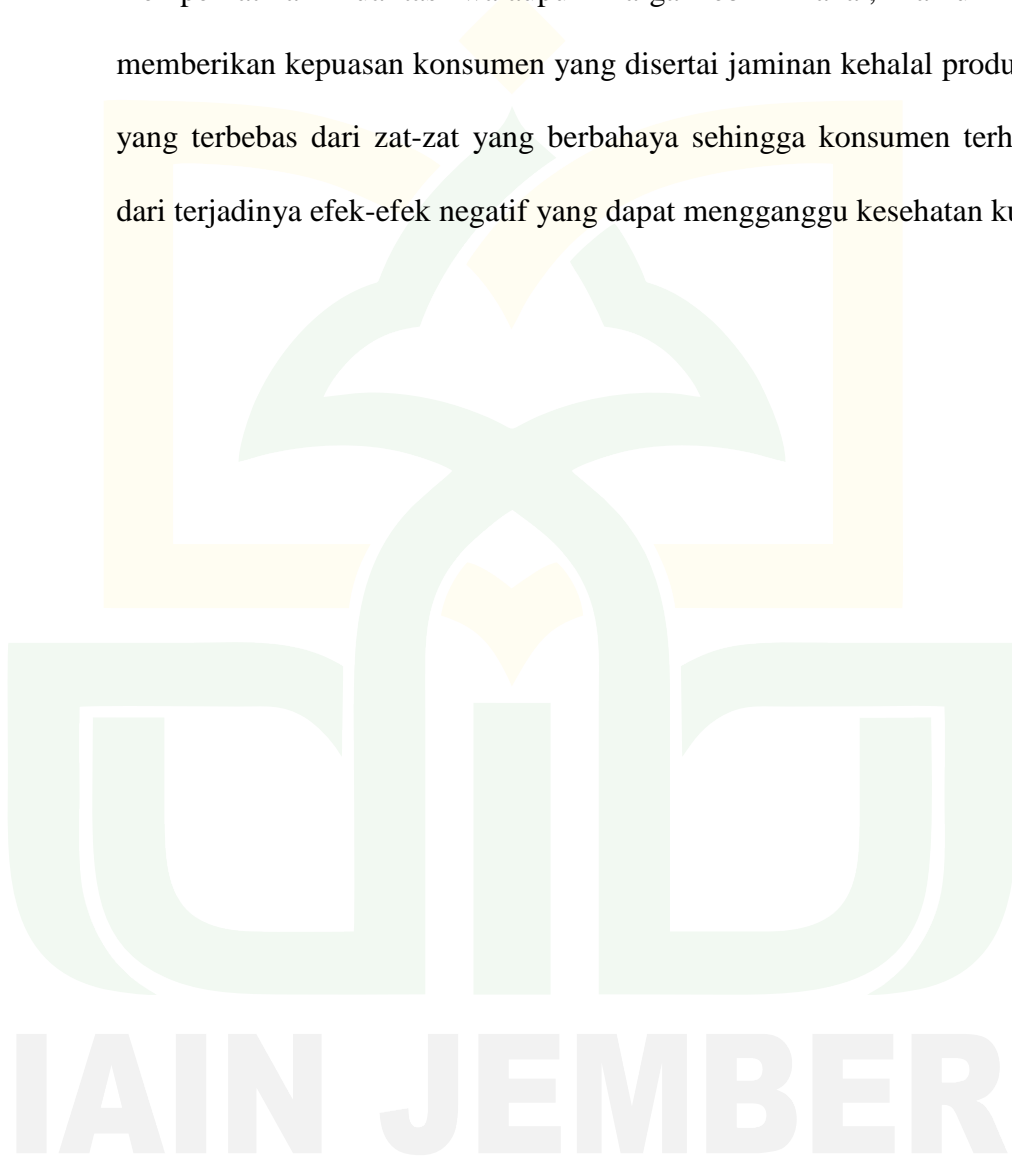 memberikan kepuasan konsumen yang disertai jaminan kehalal produ
yang terbebas dari zat-zat yang berbahaya sehingga konsumen terh
dari terjadinya efek-efek negatif yang dapat mengganggu kesehatan ku
IAIN JEMBER